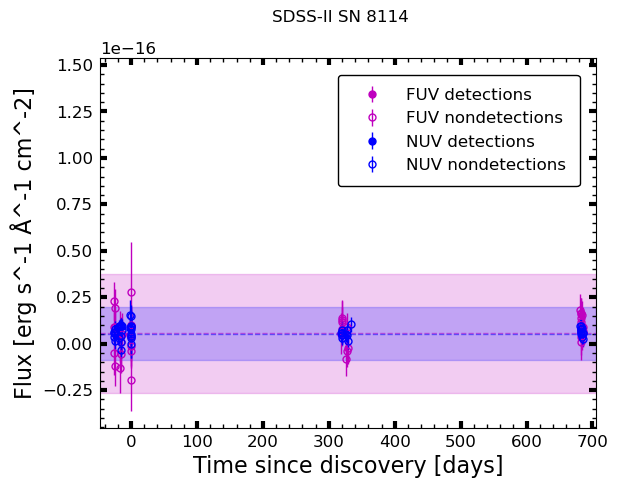 SDSS-II SN 8114
1e−16
1.50
1.25
1.00
0.75
0.50
0.25
0.00
−0.25
Flux [erg s^-1 Å^-1 cm^-2]
FUV detections
FUV nondetections
NUV detections
NUV nondetections
0 100 200 300 400 500 600 700
Time since discovery [days]